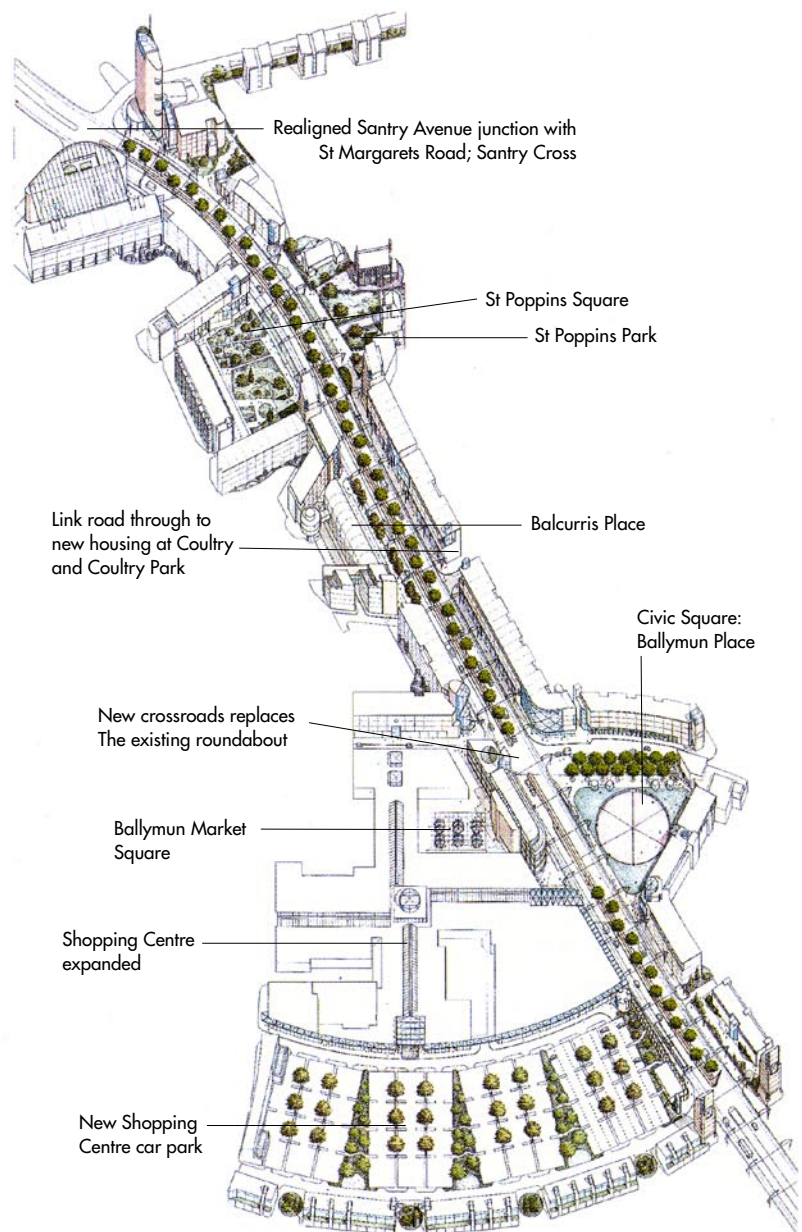 Realigned Santry Avenue junction with
St Margarets Road; Santry Cross
St Poppins Square
St Poppins Park
Link road through to
new housing at Coultry
and Coultry Park
Balcurris Place
Civic Square:
Ballymun Place
New crossroads replaces
The existing roundabout
Ballymun Market
Square
Shopping Centre
expanded
New Shopping
Centre car park